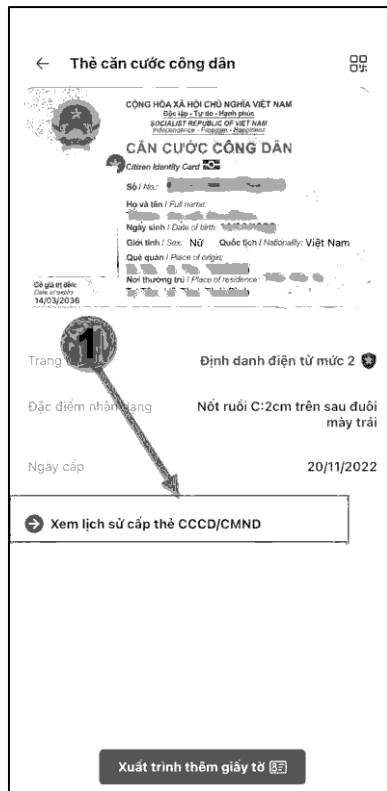 Thẻ căn cước công dân
CỘNG HÒA XÃ HỘI CHỦ NGHĨA VIỆT NAM
Độc lập - Tự do - Hạnh phúc
SOCIALIST REPUBLIC OF VIET NAM
Independence - Freedom - Happiness
CĂN CƯỚC CÔNG DÂN
Citizen Identity Card
Số / No.:
Họ và tên / Full name:
Ngày sinh / Date of birth:
Giới tính / Sex: Nữ Quốc tịch / Nationality: Việt Nam
Quê quán / Place of origin:
Nơi thường trú / Place of residence:
Có giá trị đến:
Date of expiry
14/03/2036
1
Trạng
Định danh điện tử mức 2
Đặc điểm nhân dạng
Nốt ruồi C:2cm trên sau đuôi
mày trái
Ngày cấp
20/11/2022
Xem lịch sử cấp thẻ CCCD/CMND
Xuất trình thêm giấy tờ